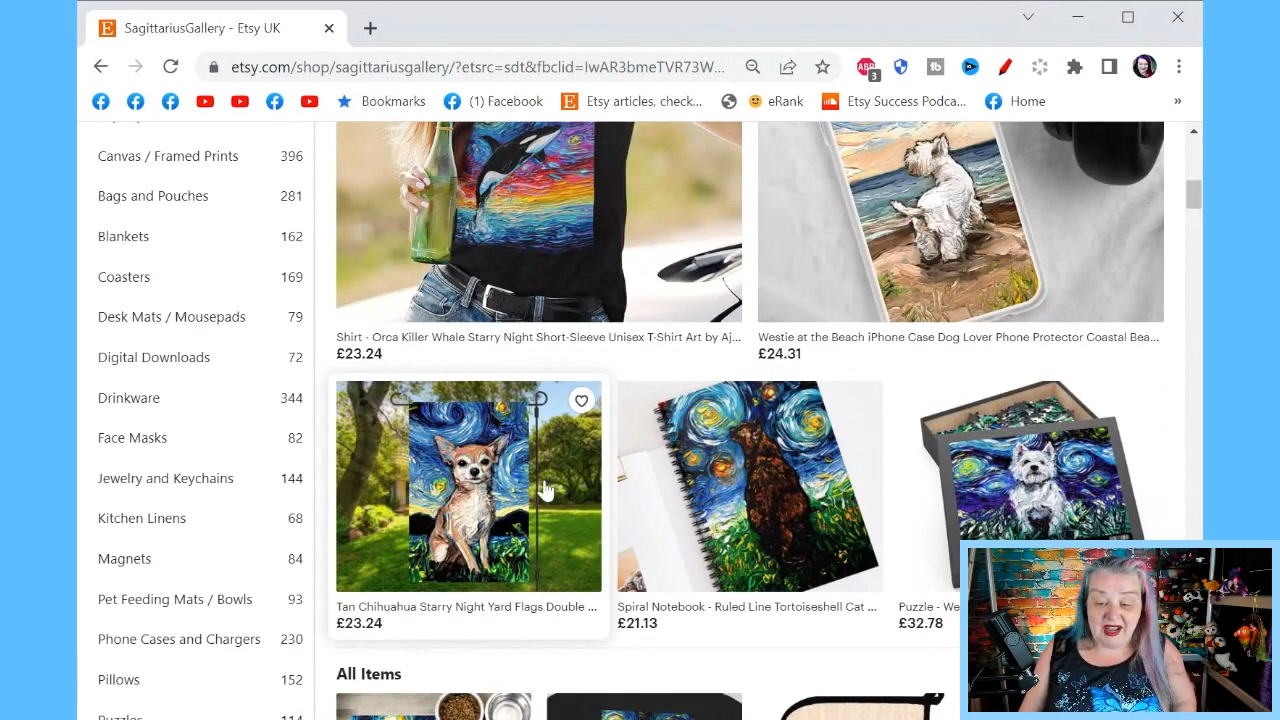 SagittariusGallery - Etsy UK
etsy.com/shop/sagittariusgallery/?etsrc=sdt&fbclid=IwAR3bmeTVR73W...
ABP
3
Bookmarks
(1) Facebook
Etsy articles, check...
eRank
Etsy Success Podca...
Home
»
Canvas / Framed Prints 396
Bags and Pouches 281
Blankets 162
Coasters 169
Desk Mats / Mousepads 79
Digital Downloads 72
Drinkware 344
Face Masks 82
Jewelry and Keychains 144
Kitchen Linens 68
Magnets 84
Pet Feeding Mats / Bowls 93
Phone Cases and Chargers 230
Pillows 152
Puzzles 114
Shirt - Orca Killer Whale Starry Night Short-Sleeve Unisex T-Shirt Art by Aj...
£23.24
Westie at the Beach iPhone Case Dog Lover Phone Protector Coastal Bea...
£24.31
Tan Chihuahua Starry Night Yard Flags Double ...
£23.24
Spiral Notebook - Ruled Line Tortoiseshell Cat ...
£21.13
Puzzle - We
£32.78
All Items